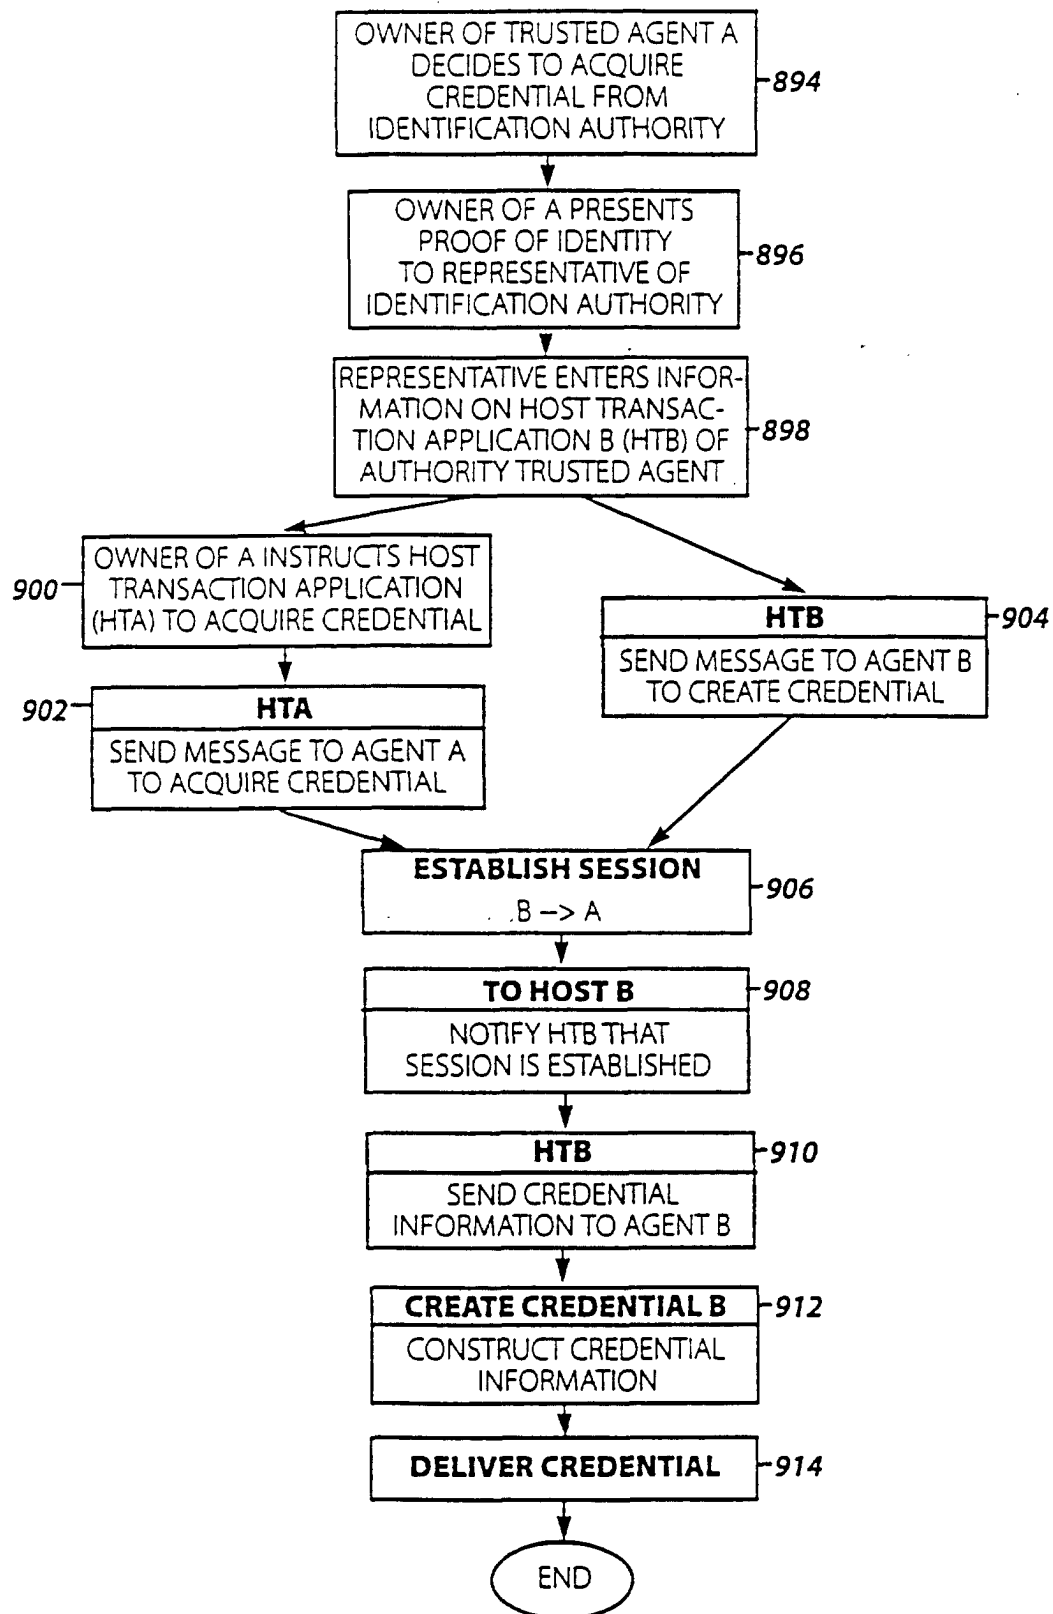 OWNER OF TRUSTED AGENT A
DECIDES TO ACQUIRE
CREDENTIAL FROM
IDENTIFICATION AUTHORITY
894
OWNER OF A PRESENTS
PROOF OF IDENTITY
TO REPRESENTATIVE OF
IDENTIFICATION AUTHORITY
896
REPRESENTATIVE ENTERS INFOR-
MATION ON HOST TRANSAC-
TION APPLICATION B (HTB) OF
AUTHORITY TRUSTED AGENT
898
OWNER OF A INSTRUCTS HOST
TRANSACTION APPLICATION
(HTA) TO ACQUIRE CREDENTIAL
900
HTA
902
SEND MESSAGE TO AGENT A
TO ACQUIRE CREDENTIAL
HTB
904
SEND MESSAGE TO AGENT B
TO CREATE CREDENTIAL
ESTABLISH SESSION
B —> A
906
TO HOST B
908
NOTIFY HTB THAT
SESSION IS ESTABLISHED
HTB
910
SEND CREDENTIAL
INFORMATION TO AGENT B
CREATE CREDENTIAL B
912
CONSTRUCT CREDENTIAL
INFORMATION
DELIVER CREDENTIAL
914
END